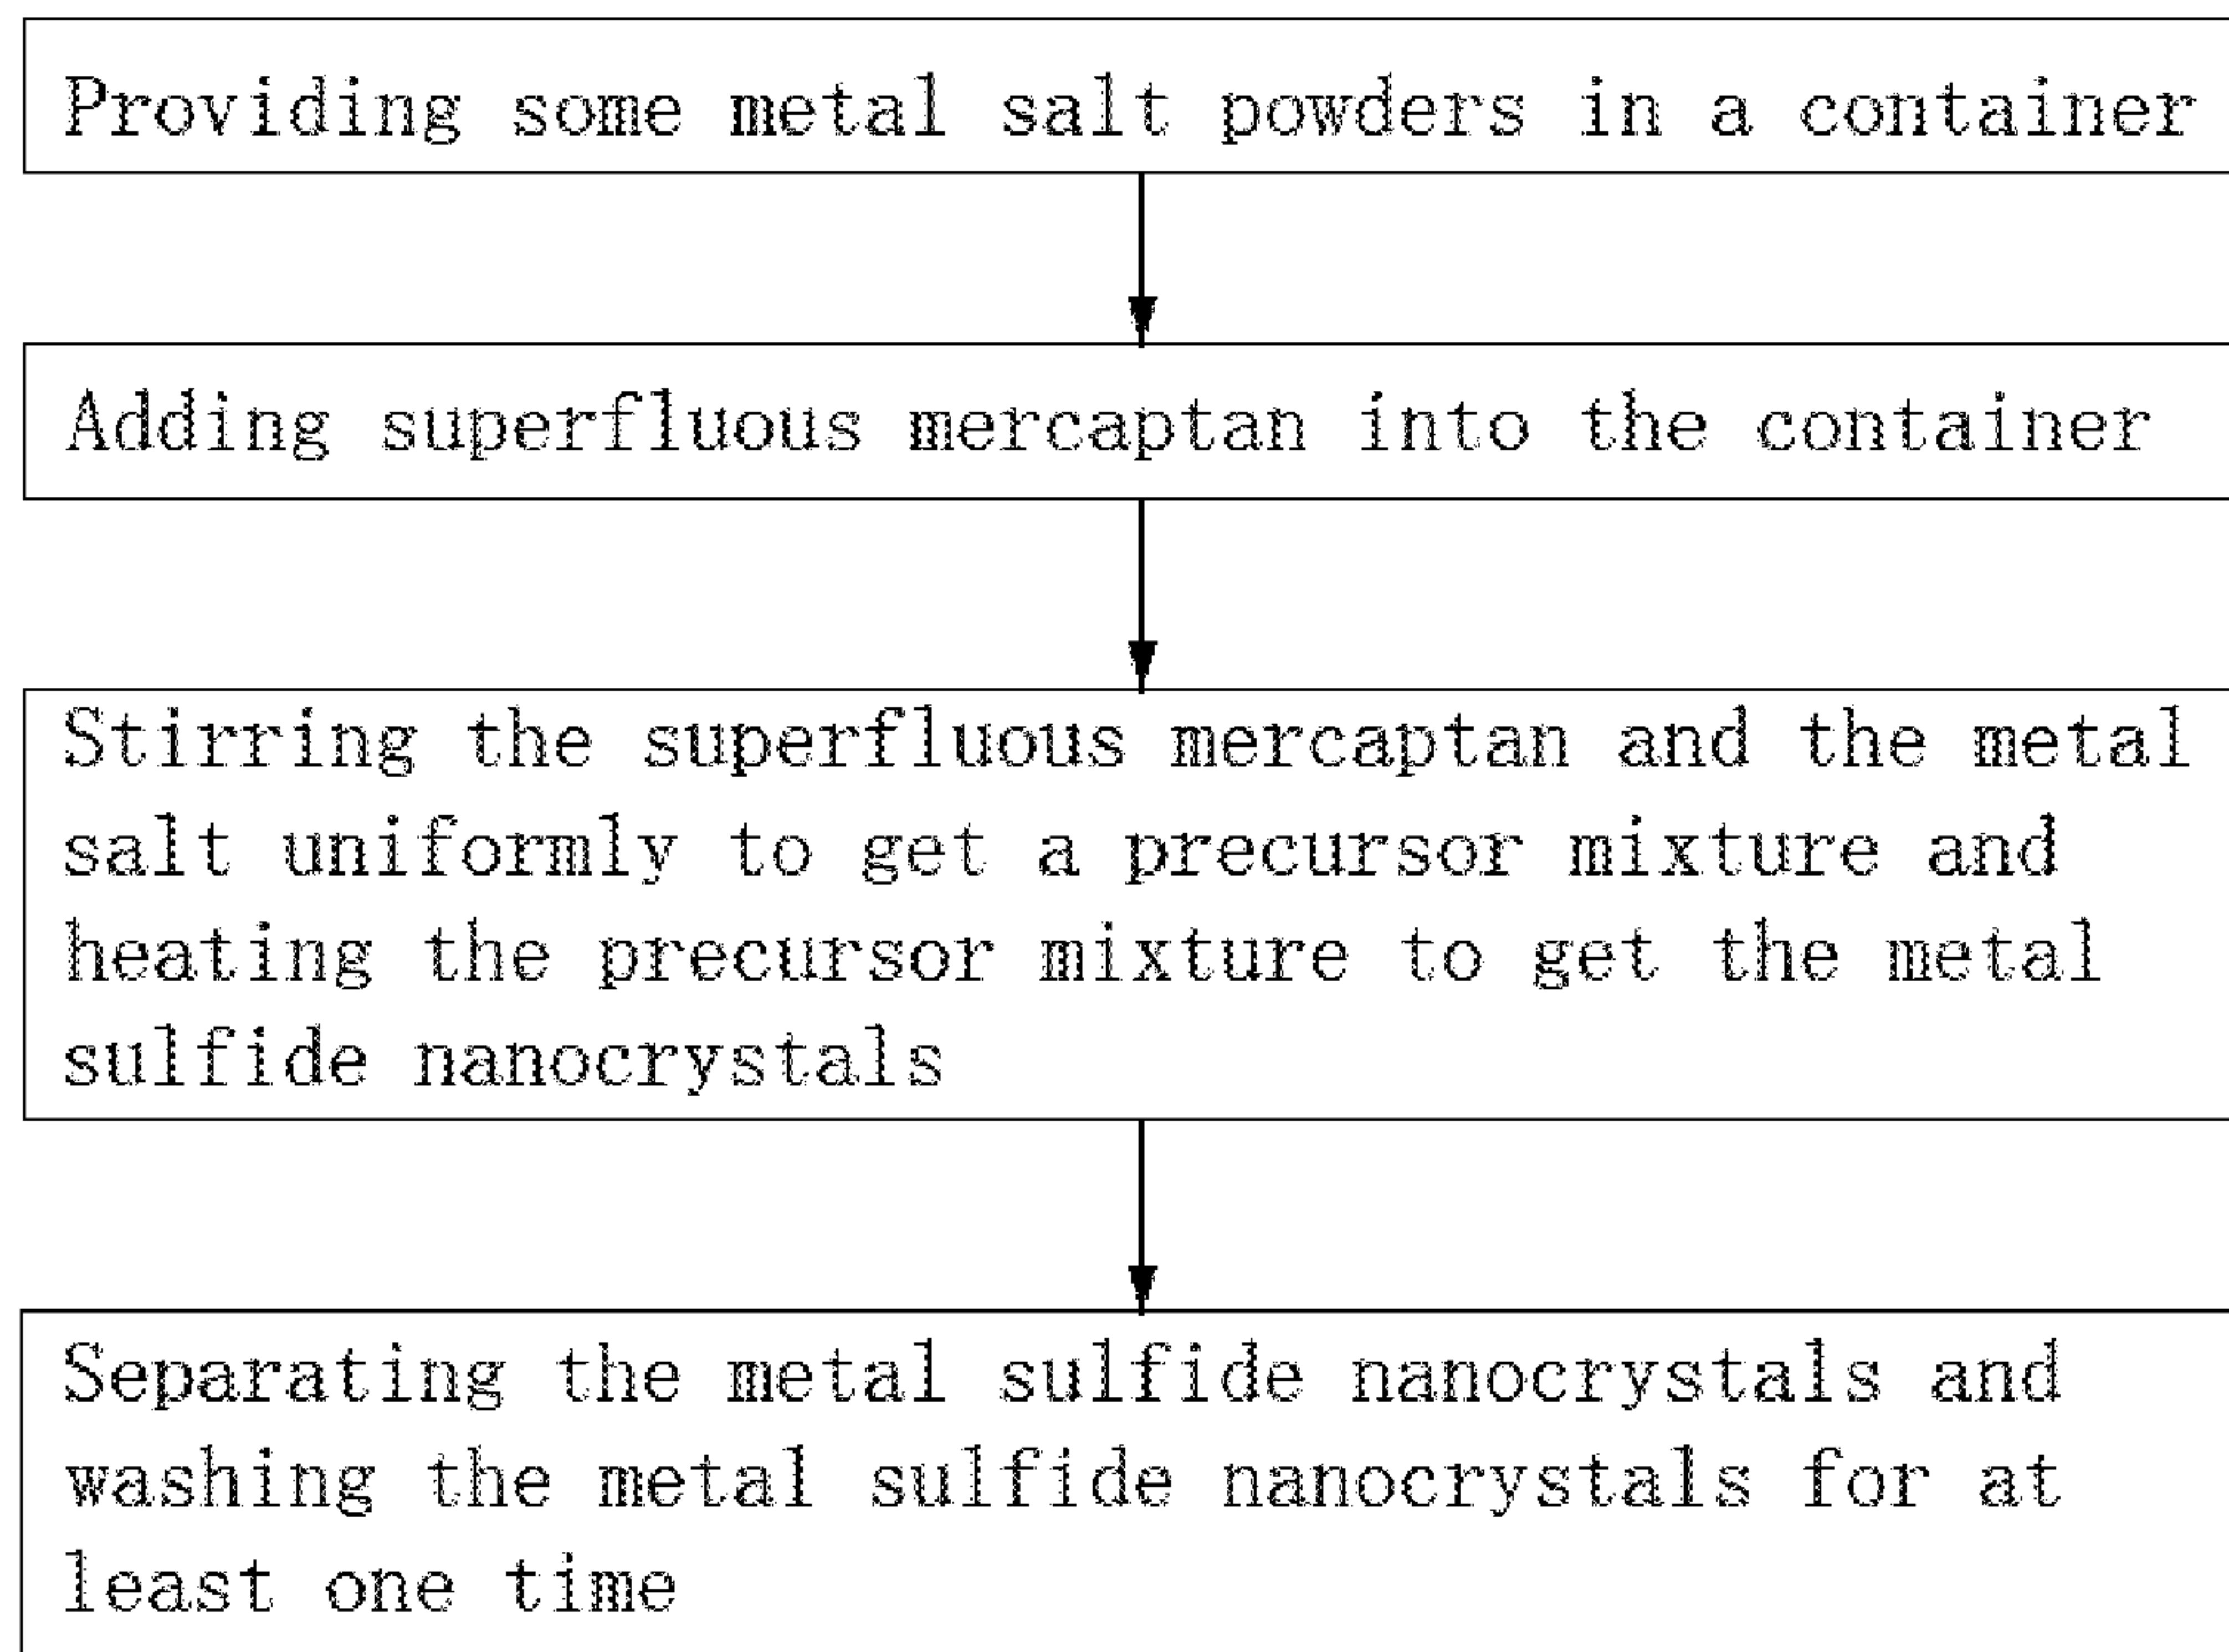 Providing some metal salt powders in a container
Adding superfluous mercaptan into the container
Stirring the superfluous mercaptan and the metal
salt uniformly to get a precursor mixture and
heating the precursor mixture to get the metal
sulfide nanocrystals
Separating the metal sulfide nanocrystals and
washing the metal sulfide nanocrystals for at
least one time